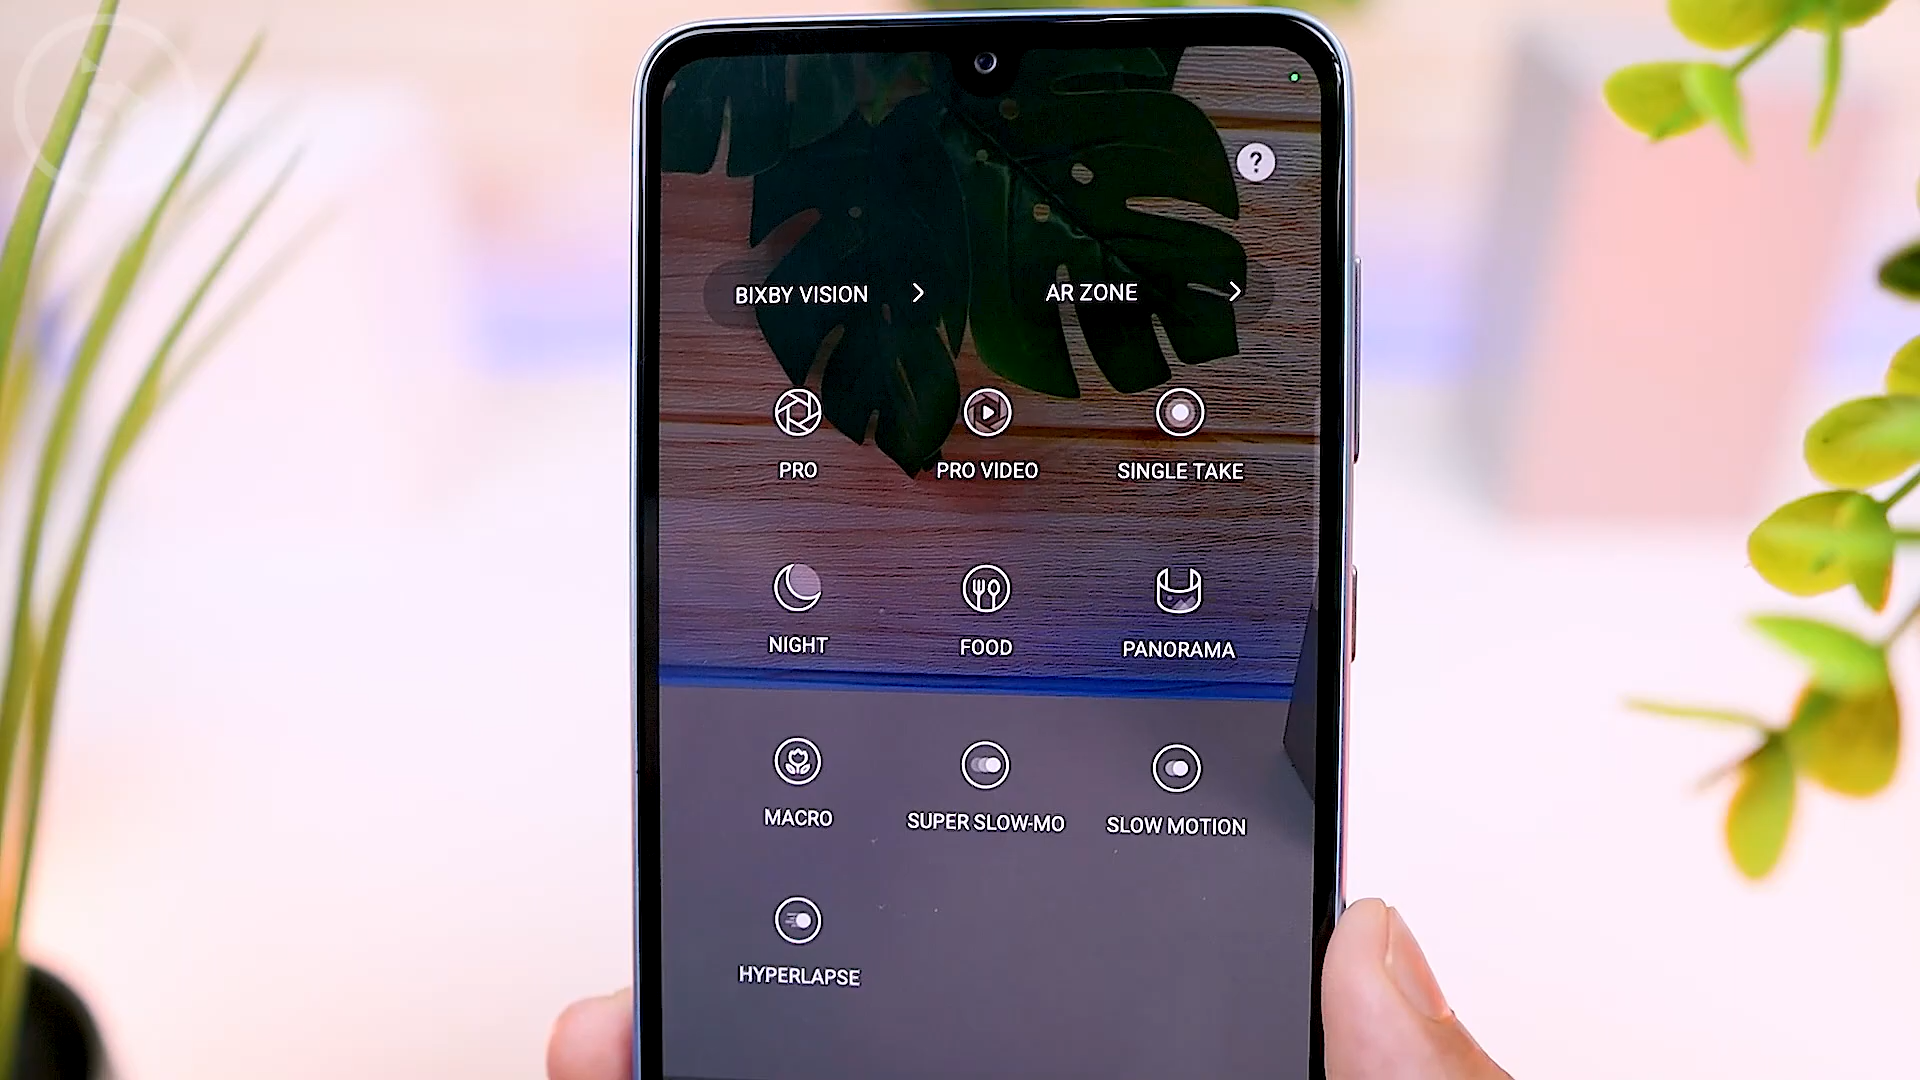 ?
BIXBY VISION
AR ZONE
PRO
PRO VIDEO
SINGLE TAKE
NIGHT
FOOD
PANORAMA
MACRO
SUPER SLOW-MO
SLOW MOTION
HYPERLAPSE